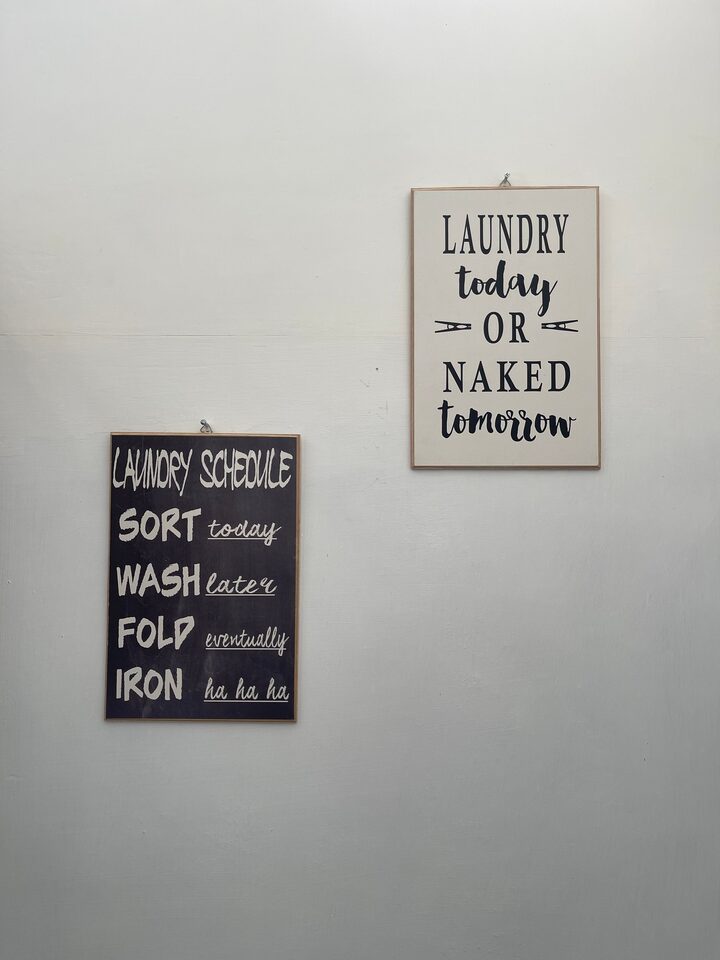 LAUNDRY
today
OR
NAKED
tomorrow
LAUNDRY SCHEDULE
SORT today
WASH later
FOLD eventually
IRON ha ha ha